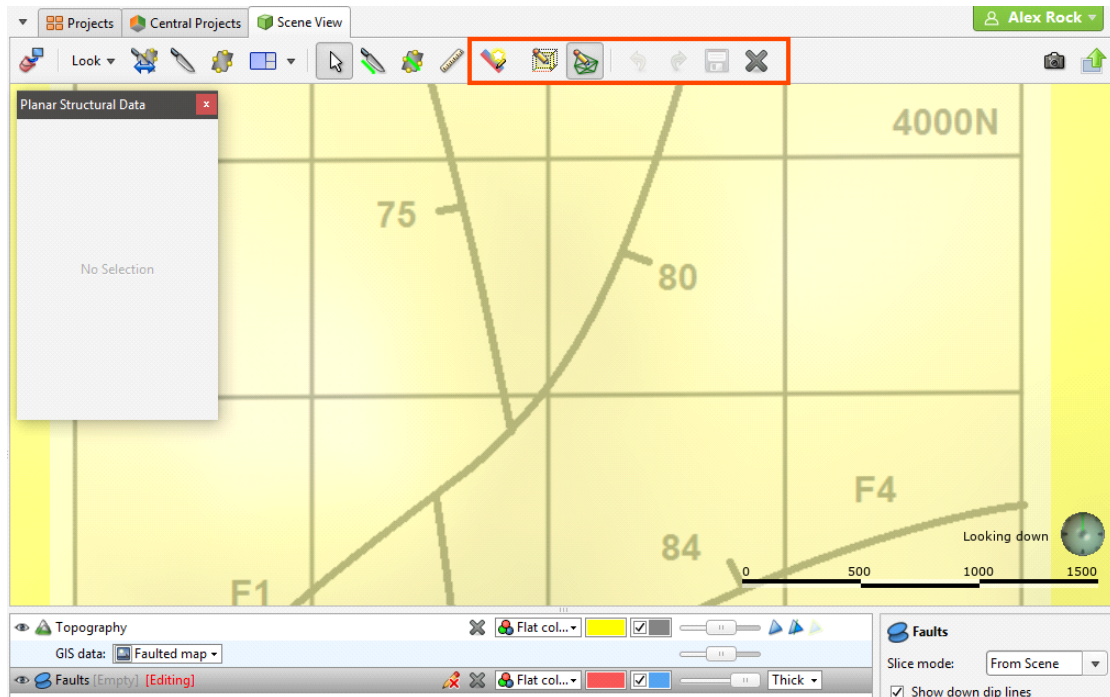 Projects Central Projects Scene View Alex Rock
Look
Planar Structural Data x
4000N
75
No Selection
80
F4
84
Looking down
0 500 1000 1500
F1
Topography Flat col...
GIS data: Faulted map
Faults [Empty] [Editing] Flat col... Thick
Faults
Slice mode: From Scene
Show down dip lines